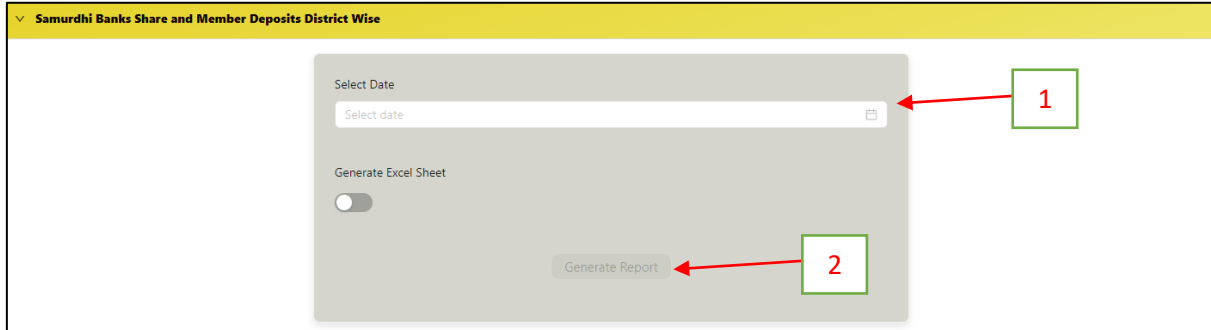 Samurdhi Banks Share and Member Deposits District Wise
Select Date
Select date
1
Generate Excel Sheet
Generate Report
2